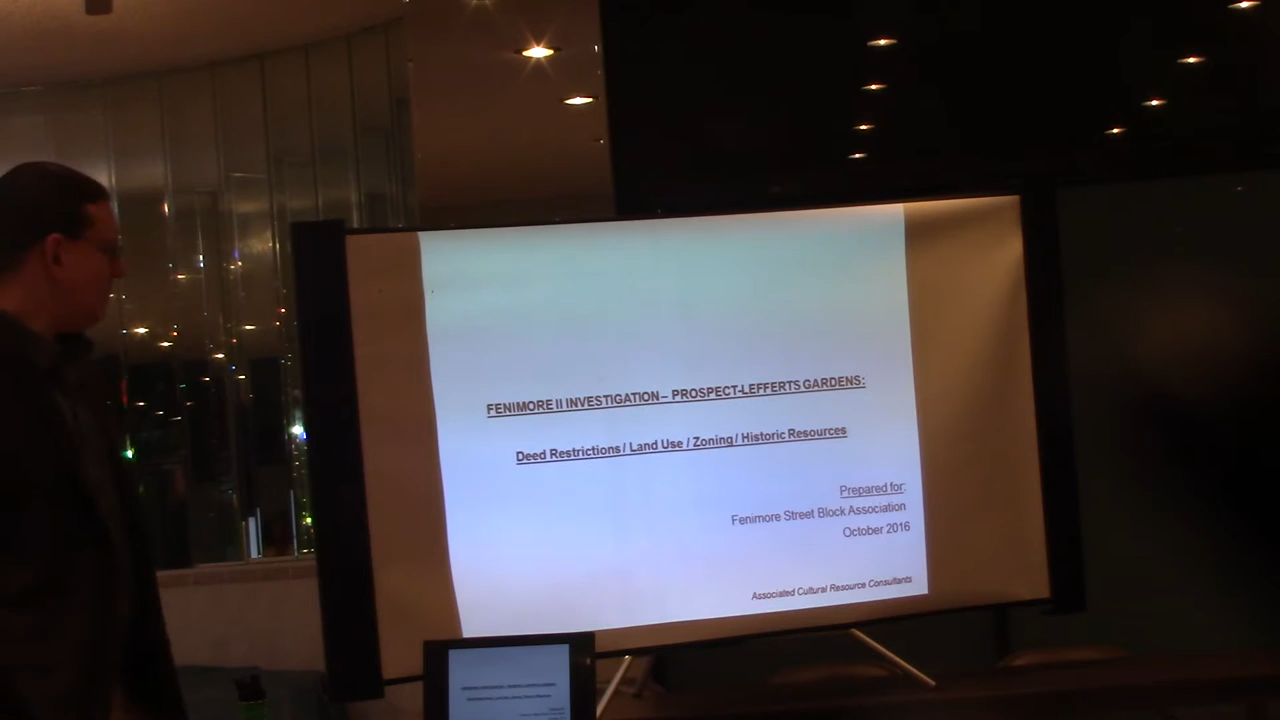 FENIMORE II INVESTIGATION – PROSPECT-LEFFERTS GARDENS:
Deed Restrictions / Land Use / Zoning / Historic Resources
Prepared for:
Fenimore Street Block Association
October 2016
Associated Cultural Resource Consultants